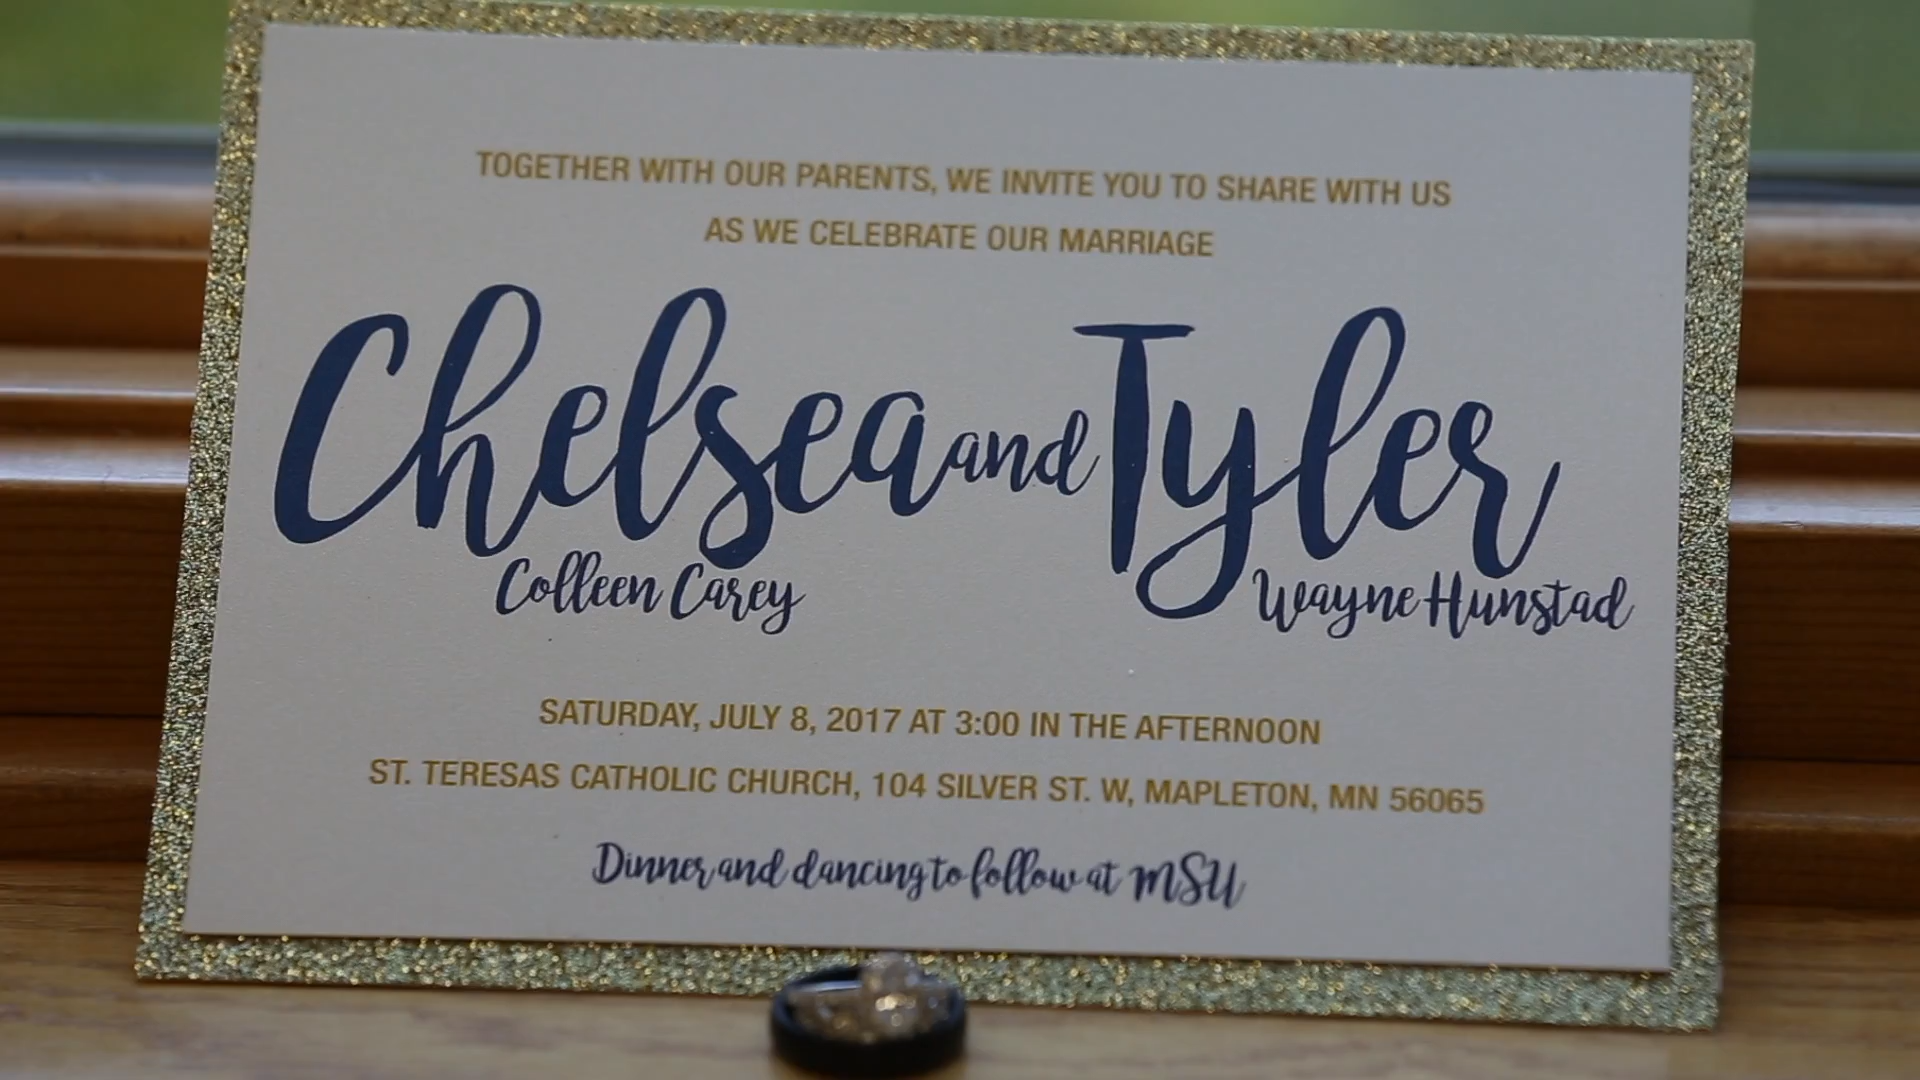 TOGETHER WITH OUR PARENTS, WE INVITE YOU TO SHARE WITH US
AS WE CELEBRATE OUR MARRIAGE
Chelsea and Tyler
Colleen Carey Wayne Hunstad
SATURDAY, JULY 8, 2017 AT 3:00 IN THE AFTERNOON
ST. TERESAS CATHOLIC CHURCH, 104 SILVER ST. W, MAPLETON, MN 56065
Dinner and dancing to follow at MSU